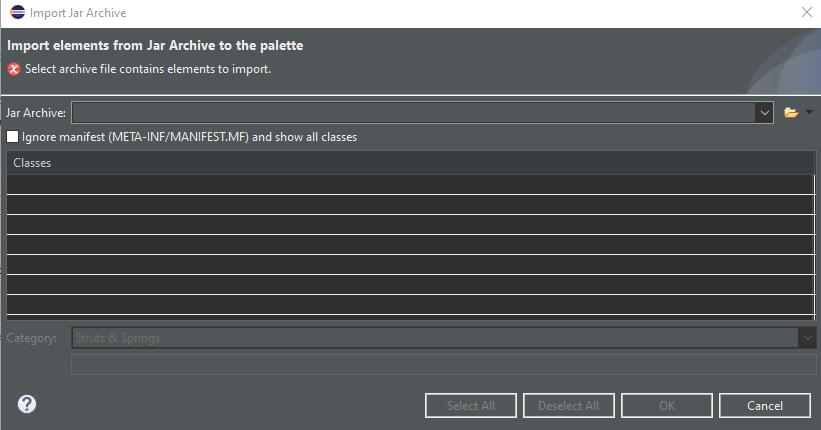 Import Jar Archive
Import elements from Jar Archive to the palette
Select archive file contains elements to import.
Jar Archive:
Ignore manifest (META-INF/MANIFEST.MF) and show all classes
Classes
Category: Struts & Springs
? Select All Deselect All OK Cancel